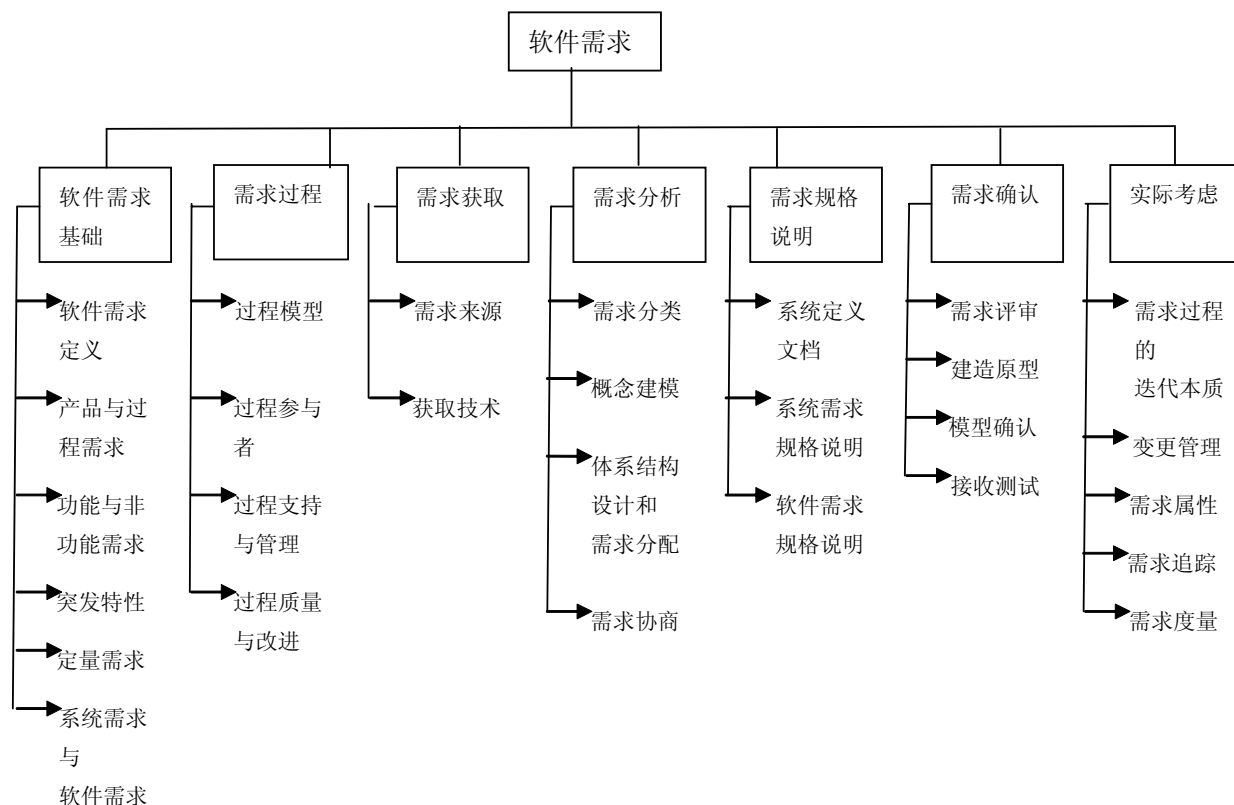 软件需求
软件需求
基础
软件需求
定义
产品与过
程需求
功能与非
功能需求
突发特性
定量需求
系统需求
与
软件需求
需求过程
过程模型
过程参与
者
过程支持
与管理
过程质量
与改进
需求获取
需求来源
获取技术
需求分析
需求分类
概念建模
体系结构
设计和
需求分配
需求协商
需求规格
说明
系统定义
文档
系统需求
规格说明
软件需求
规格说明
需求确认
需求评审
建造原型
模型确认
接收测试
实际考虑
需求过程
的
迭代本质
变更管理
需求属性
需求追踪
需求度量